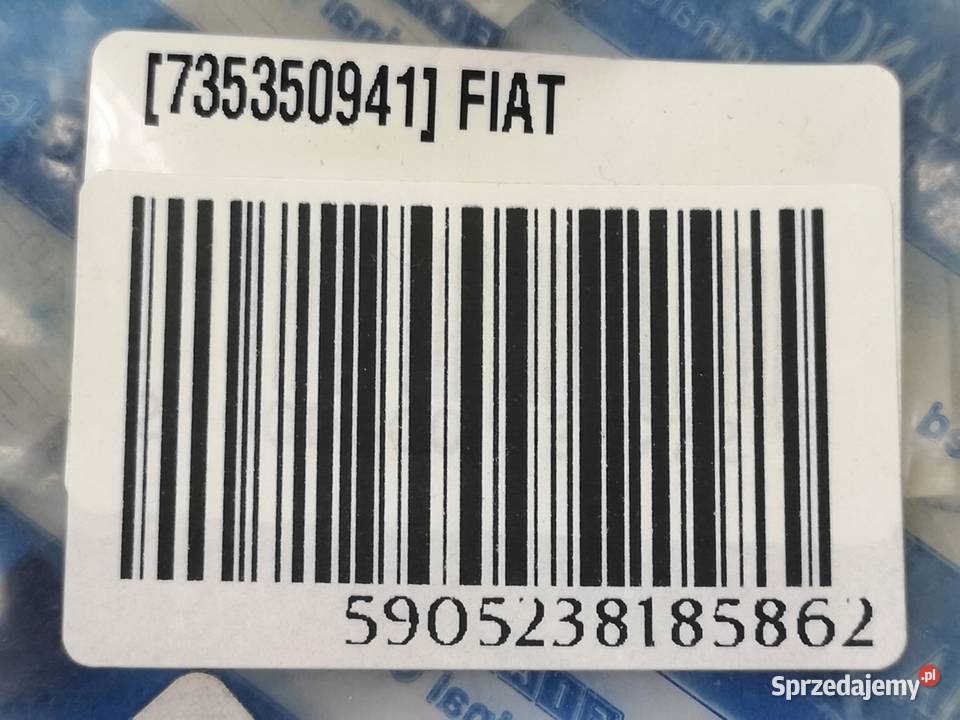 [735350941] FIAT
5905238185862
Sprzedajemy.pl